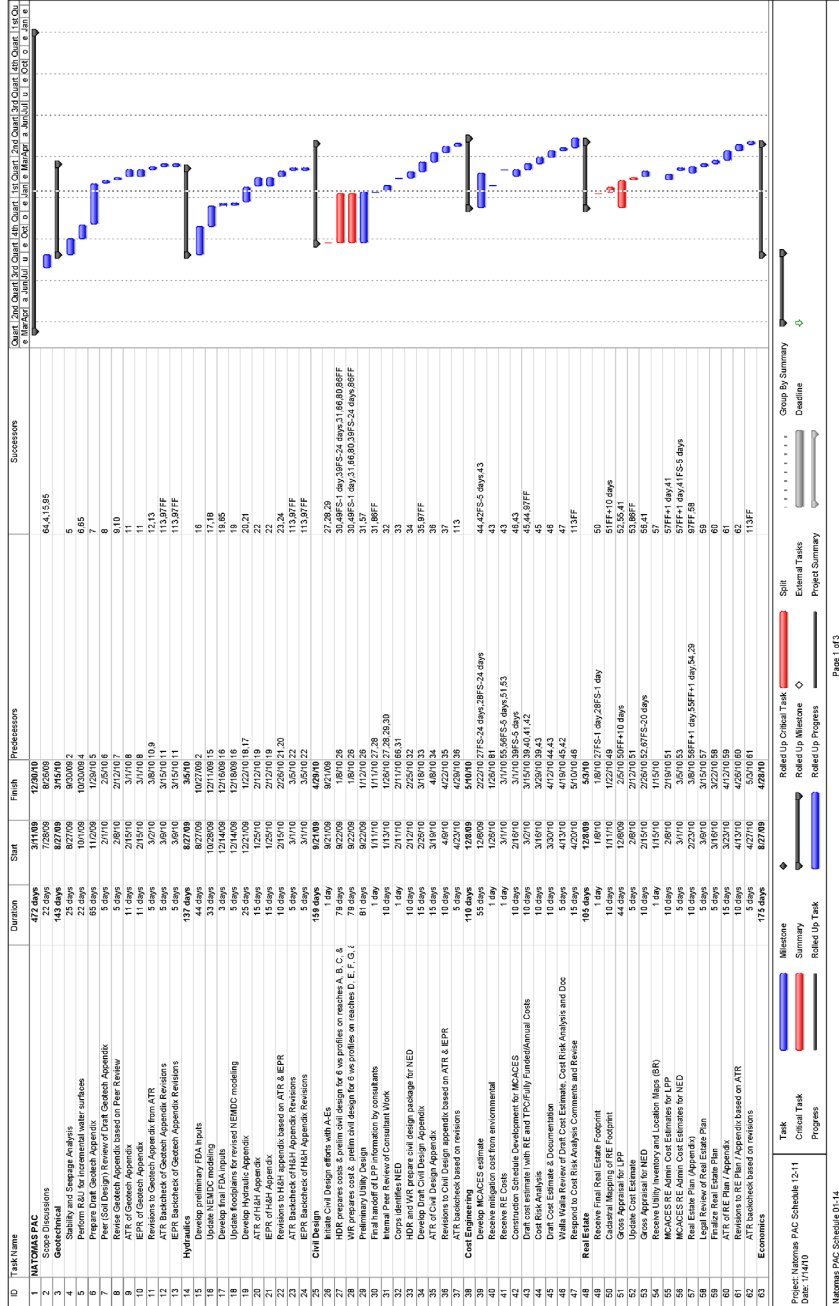 ID Task Name Duration Start Finish Predecessors Successors
Quart 2nd Quart 3rd Quart 4th Quart 1st Quart 2nd Quart 3rd Quart 4th Quart 1st Qu
1 NATOMAS PAC 472 days 3/11/09 12/30/10
2 Scope Discussions 22 days 7/28/09 8/26/09 64,4,15,95
3 Geotechnical 143 days 8/27/09 3/15/10
4 Stability and Seepage Analysis 25 days 8/27/09 9/30/09 2 5
5 Perform R&U for incremental water surfaces 22 days 10/1/09 10/30/09 4 6,65
6 Prepare Draft Geotech Appendix 65 days 11/2/09 1/29/10 5 7
7 Peer (Soil Design) Review of Draft Geotech Appendix 5 days 2/1/10 2/5/10 6 8
8 Revise Geotech Appendix based on Peer Review 5 days 2/8/10 2/12/10 7 9,10
9 ATR of Geotech Appendix 11 days 2/15/10 3/1/10 8 11
10 IEPR of Geotech Appendix 11 days 2/15/10 3/1/10 8 11
11 Revisions to Geotech Appendix from ATR 5 days 3/2/10 3/8/10 10,9 12,13
12 ATR Backcheck of Geotech Appendix Revisions 5 days 3/9/10 3/15/10 11 113,97FF
13 IEPR Backcheck of Geotech Appendix Revisions 5 days 3/9/10 3/15/10 11 113,97FF
14 Hydraulics 137 days 8/27/09 3/5/10
15 Develop preliminary FDA Inputs 44 days 8/27/09 10/27/09 2 16
16 Update NEMDC modeling 33 days 10/28/09 12/11/09 15 17,18
17 Develop final FDA inputs 3 days 12/14/09 12/16/09 16 19,65
18 Update floodplains for revised NEMDC modeling 5 days 12/14/09 12/18/09 16 19
19 Develop Hydraulic Appendix 25 days 12/21/09 1/22/10 18,17 20,21
20 ATR of H&H Appendix 15 days 1/25/10 2/12/10 19 22
21 IEPR of H&H Appendix 15 days 1/25/10 2/12/10 19 22
22 Revisions to H&H appendix based on ATR & IEPR 10 days 2/15/10 2/26/10 21,20 23,24
23 ATR Backcheck of H&H Appendix Revisions 5 days 3/1/10 3/5/10 22 113,97FF
24 IEPR Backcheck of H&H Appendix Revisions 5 days 3/1/10 3/5/10 22 113,97FF
25 Civil Design 159 days 9/21/09 4/29/10
26 Initiate Civil Design efforts with A-Es 1 day 9/21/09 9/21/09 27,28,29
27 HDR prepares costs & prelim civil design for 6 ws profiles on reaches A, B, C, & 79 days 9/22/09 1/8/10 26 30,49FS-1 day,39FS-24 days,31,66,80,86FF
28 WR prepares cost & prelim civil design for 6 ws profiles on reaches D, E, F, G, & 79 days 9/22/09 1/8/10 26 30,49FS-1 day,31,66,80,39FS-24 days,86FF
29 Preliminary Utility Design 81 days 9/22/09 1/12/10 26 31,57
30 Final handoff of LPP information by consultants 1 day 1/11/10 1/11/10 27,28 31,86FF
31 Internal Peer Review of Consultant Work 10 days 1/13/10 1/26/10 27,28,29,30 32
32 Corps identifies NED 1 day 2/11/10 2/11/10 66,31 33
33 HDR and WR prepare civil design package for NED 10 days 2/12/10 2/25/10 32 34
34 Develop Draft Civil Design Appendix 15 days 2/26/10 3/18/10 33 35,97FF
35 ATR of Civil Design Appendix 15 days 3/19/10 4/8/10 34 36
36 Revisions to Civil Design appendix based on ATR & IEPR 10 days 4/9/10 4/22/10 35 37
37 ATR backcheck based on revisions 5 days 4/23/10 4/29/10 36 113
38 Cost Engineering 110 days 12/8/09 5/10/10
39 Develop MCACES estimate 55 days 12/8/09 2/22/10 27FS-24 days,28FS-24 days 44,42FS-5 days,43
40 Receive mitigation cost from environmental 1 day 1/26/10 1/26/10 81 43
41 Receive RE Costs 1 day 3/1/10 3/1/10 55,56FS-5 days,51,53 43
42 Construction Schedule Development for MCACES 10 days 2/16/10 3/1/10 39FS-5 days 46,43
43 Draft cost estimate I with RE and TPC/Fully Funded/Annual Costs 10 days 3/2/10 3/15/10 39,40,41,42 45,44,97FF
44 Cost Risk Analysis 10 days 3/16/10 3/29/10 39,43 45
45 Draft Cost Estimate & Documentation 10 days 3/30/10 4/12/10 44,43 46
46 Walla Walla Review of Draft Cost Estimate, Cost Risk Analysis and Doc 5 days 4/13/10 4/19/10 45,42 47
47 Respond to Cost Risk Analysis Comments and Revise 15 days 4/20/10 5/10/10 46 113FF
48 Real Estate 105 days 12/8/09 5/3/10
49 Receive Final Real Estate Footprint 1 day 1/8/10 1/8/10 27FS-1 day,28FS-1 day 50
50 Cadastral Mapping of RE Footprint 10 days 1/11/10 1/22/10 49 51FF+10 days
51 Gross Appraisal for LPP 44 days 12/8/09 2/5/10 50FF+10 days 52,55,41
52 Update Cost Estimate 5 days 2/8/10 2/12/10 51 53,86FF
53 Gross Appraisal for NED 10 days 2/15/10 2/26/10 52,67FS-20 days 56,41
54 Receive Utility Inventory and Location Maps (BR) 1 day 1/15/10 1/15/10 57
55 MCACES RE Admin Cost Estimates for LPP 10 days 2/8/10 2/19/10 51 57FF+1 day,41
56 MCACES RE Admin Cost Estimates for NED 5 days 3/1/10 3/5/10 53 57FF+1 day,41FS-5 days
57 Real Estate Plan (Appendix) 10 days 2/23/10 3/8/10 56FF+1 day,55FF+1 day,54,29 97FF,58
58 Legal Review of Real Estate Plan 5 days 3/9/10 3/15/10 57 59
59 Finalize Real Estate Plan 5 days 3/16/10 3/22/10 58 60
60 ATR of RE Plan / Appendix 15 days 3/23/10 4/12/10 59 61
61 Revisions to RE Plan / Appendix based on ATR 10 days 4/13/10 4/26/10 60 62
62 ATR backcheck based on revisions 5 days 4/27/10 5/3/10 61 113FF
63 Economics 175 days 8/27/09 4/28/10
Project: Natomas PAC Schedule 12-11
Date: 1/14/10
Task Milestone Rolled Up Critical Task Split Group By Summary
Critical Task Summary Rolled Up Milestone External Tasks Deadline
Progress Rolled Up Task Rolled Up Progress Project Summary
Page 1 of 3
Natomas PAC Schedule 01-14